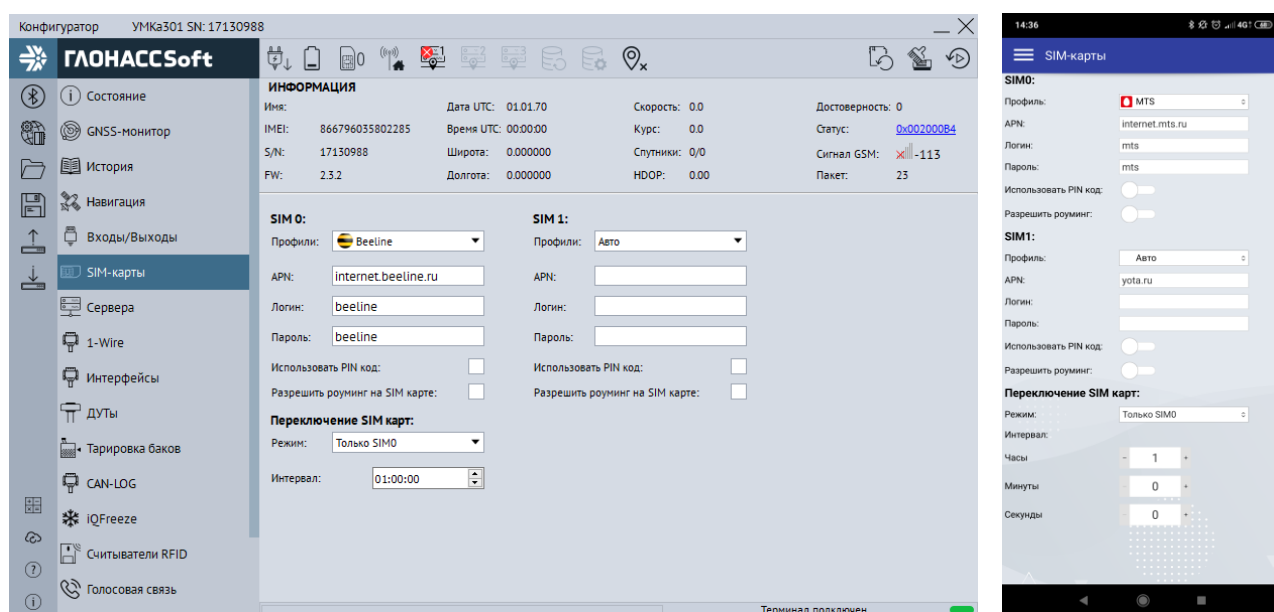 Конфигуратор УМКа301 SN: 17130988
ГЛОНАССSoft
0
1
2
3
x
Состояние
GNSS-монитор
История
Навигация
Входы/Выходы
SIM-карты
Сервера
1-Wire
Интерфейсы
ДУТы
Тарировка баков
CAN-LOG
iQFreeze
Считыватели RFID
Голосовая связь
ИНФОРМАЦИЯ
Имя: Дата UTC: 01.01.70 Скорость: 0.0 Достоверность: 0
IMEI: 866796035802285 Время UTC: 00:00:00 Курс: 0.0 Статус: 0x002000B4
S/N: 17130988 Широта: 0.000000 Спутники: 0/0 Сигнал GSM: -113
FW: 2.3.2 Долгота: 0.000000 HDOP: 0.00 Пакет: 23
SIM 0: SIM 1:
Профили: Beeline Профили: Авто
APN: internet.beeline.ru APN:
Логин: beeline Логин:
Пароль: beeline Пароль:
Использовать PIN код: Использовать PIN код:
Разрешить роуминг на SIM карте: Разрешить роуминг на SIM карте:
Переключение SIM карт:
Режим: Только SIM0
Интервал: 01:00:00
Терминал подключен
14:36 4G
SIM-карты
SIM0:
Профиль: MTS
APN: internet.mts.ru
Логин: mts
Пароль: mts
Использовать PIN код:
Разрешить роуминг:
SIM1:
Профиль: Авто
APN: yota.ru
Логин:
Пароль:
Использовать PIN код:
Разрешить роуминг:
Переключение SIM карт:
Режим: Только SIM0
Интервал:
Часы - 1 +
Минуты - 0 +
Секунды - 0 +